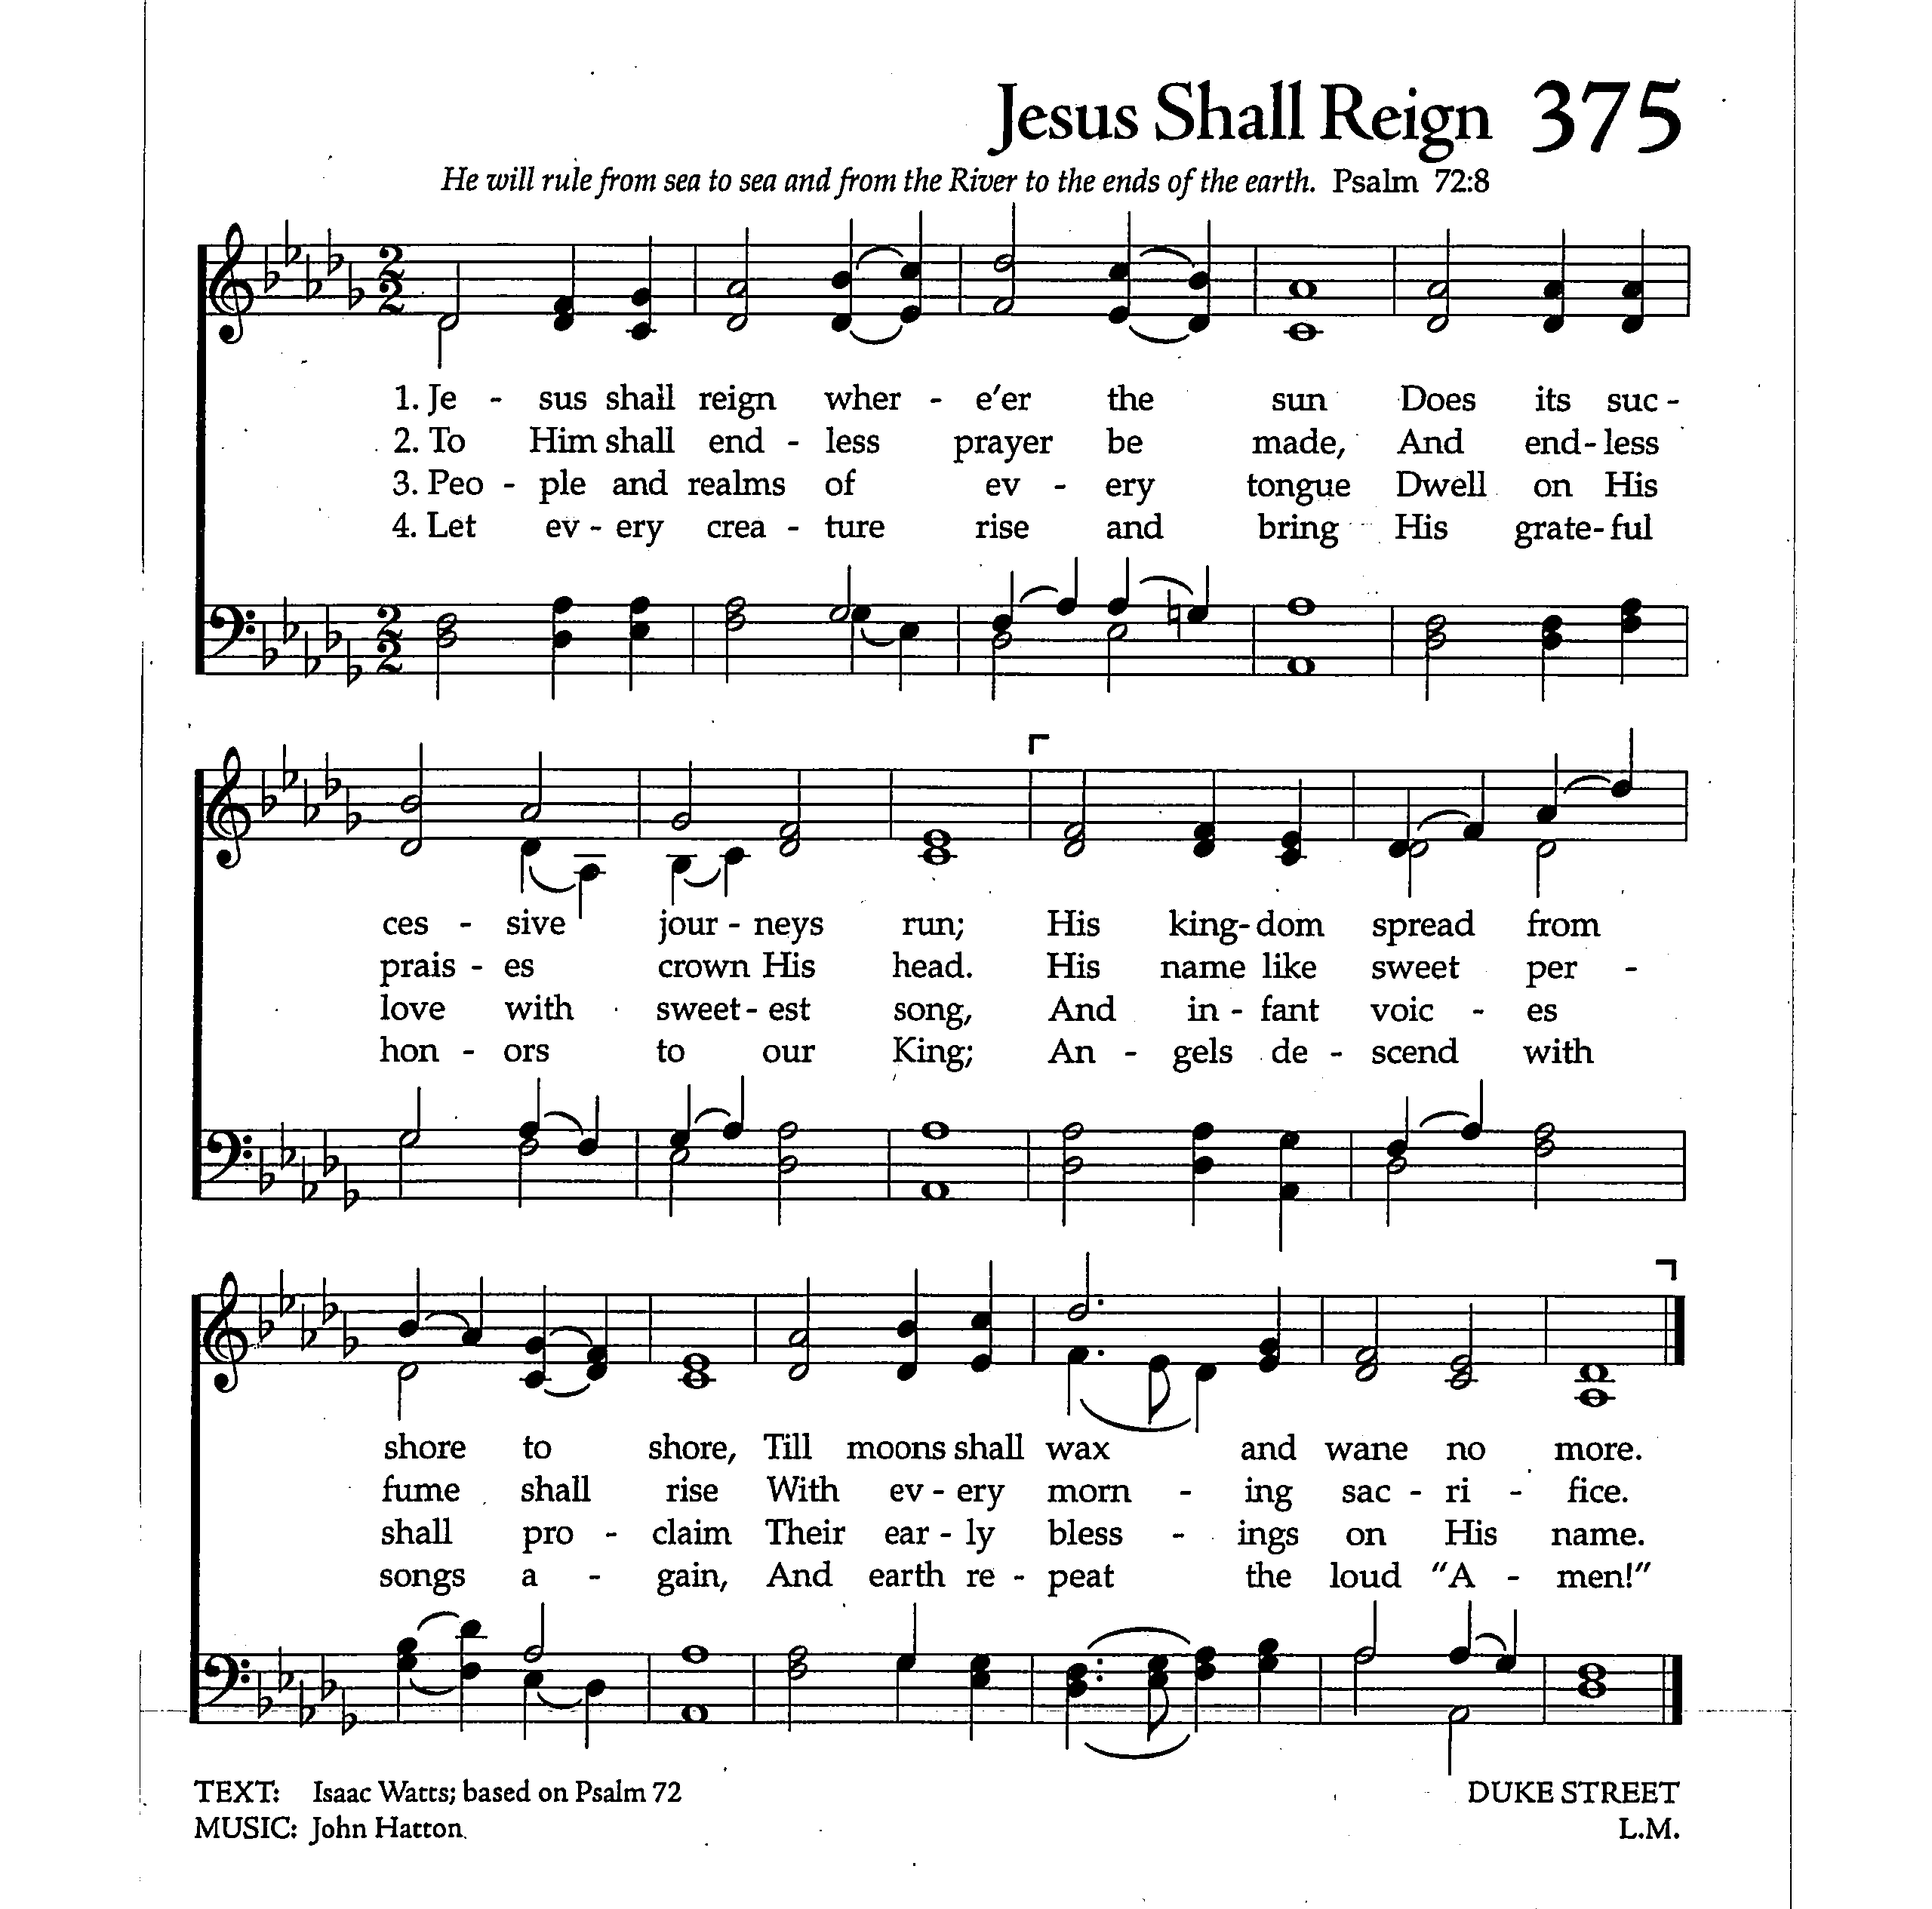 Jesus Shall Reign 375
He will rule from sea to sea and from the River to the ends of the earth. Psalm 72:8
1. Je - sus shall reign wher - e'er the sun Does its suc -
2. To Him shall end - less prayer be made, And end - less
3. Peo - ple and realms of ev - ery tongue Dwell on His
4. Let ev - ery crea - ture rise and bring His grate - ful
ces - sive jour - neys run; His king - dom spread from
prais - es crown His head. His name like sweet per -
love with sweet - est song, And in - fant voic - es
hon - ors to our King; An - gels de - scend with
shore to shore, Till moons shall wax and wane no more.
fume shall rise With ev - ery morn - ing sac - ri - fice.
shall pro - claim Their ear - ly bless - ings on His name.
songs a - gain, And earth re - peat the loud "A - men!"
TEXT: Isaac Watts; based on Psalm 72 DUKE STREET
MUSIC: John Hatton L.M.